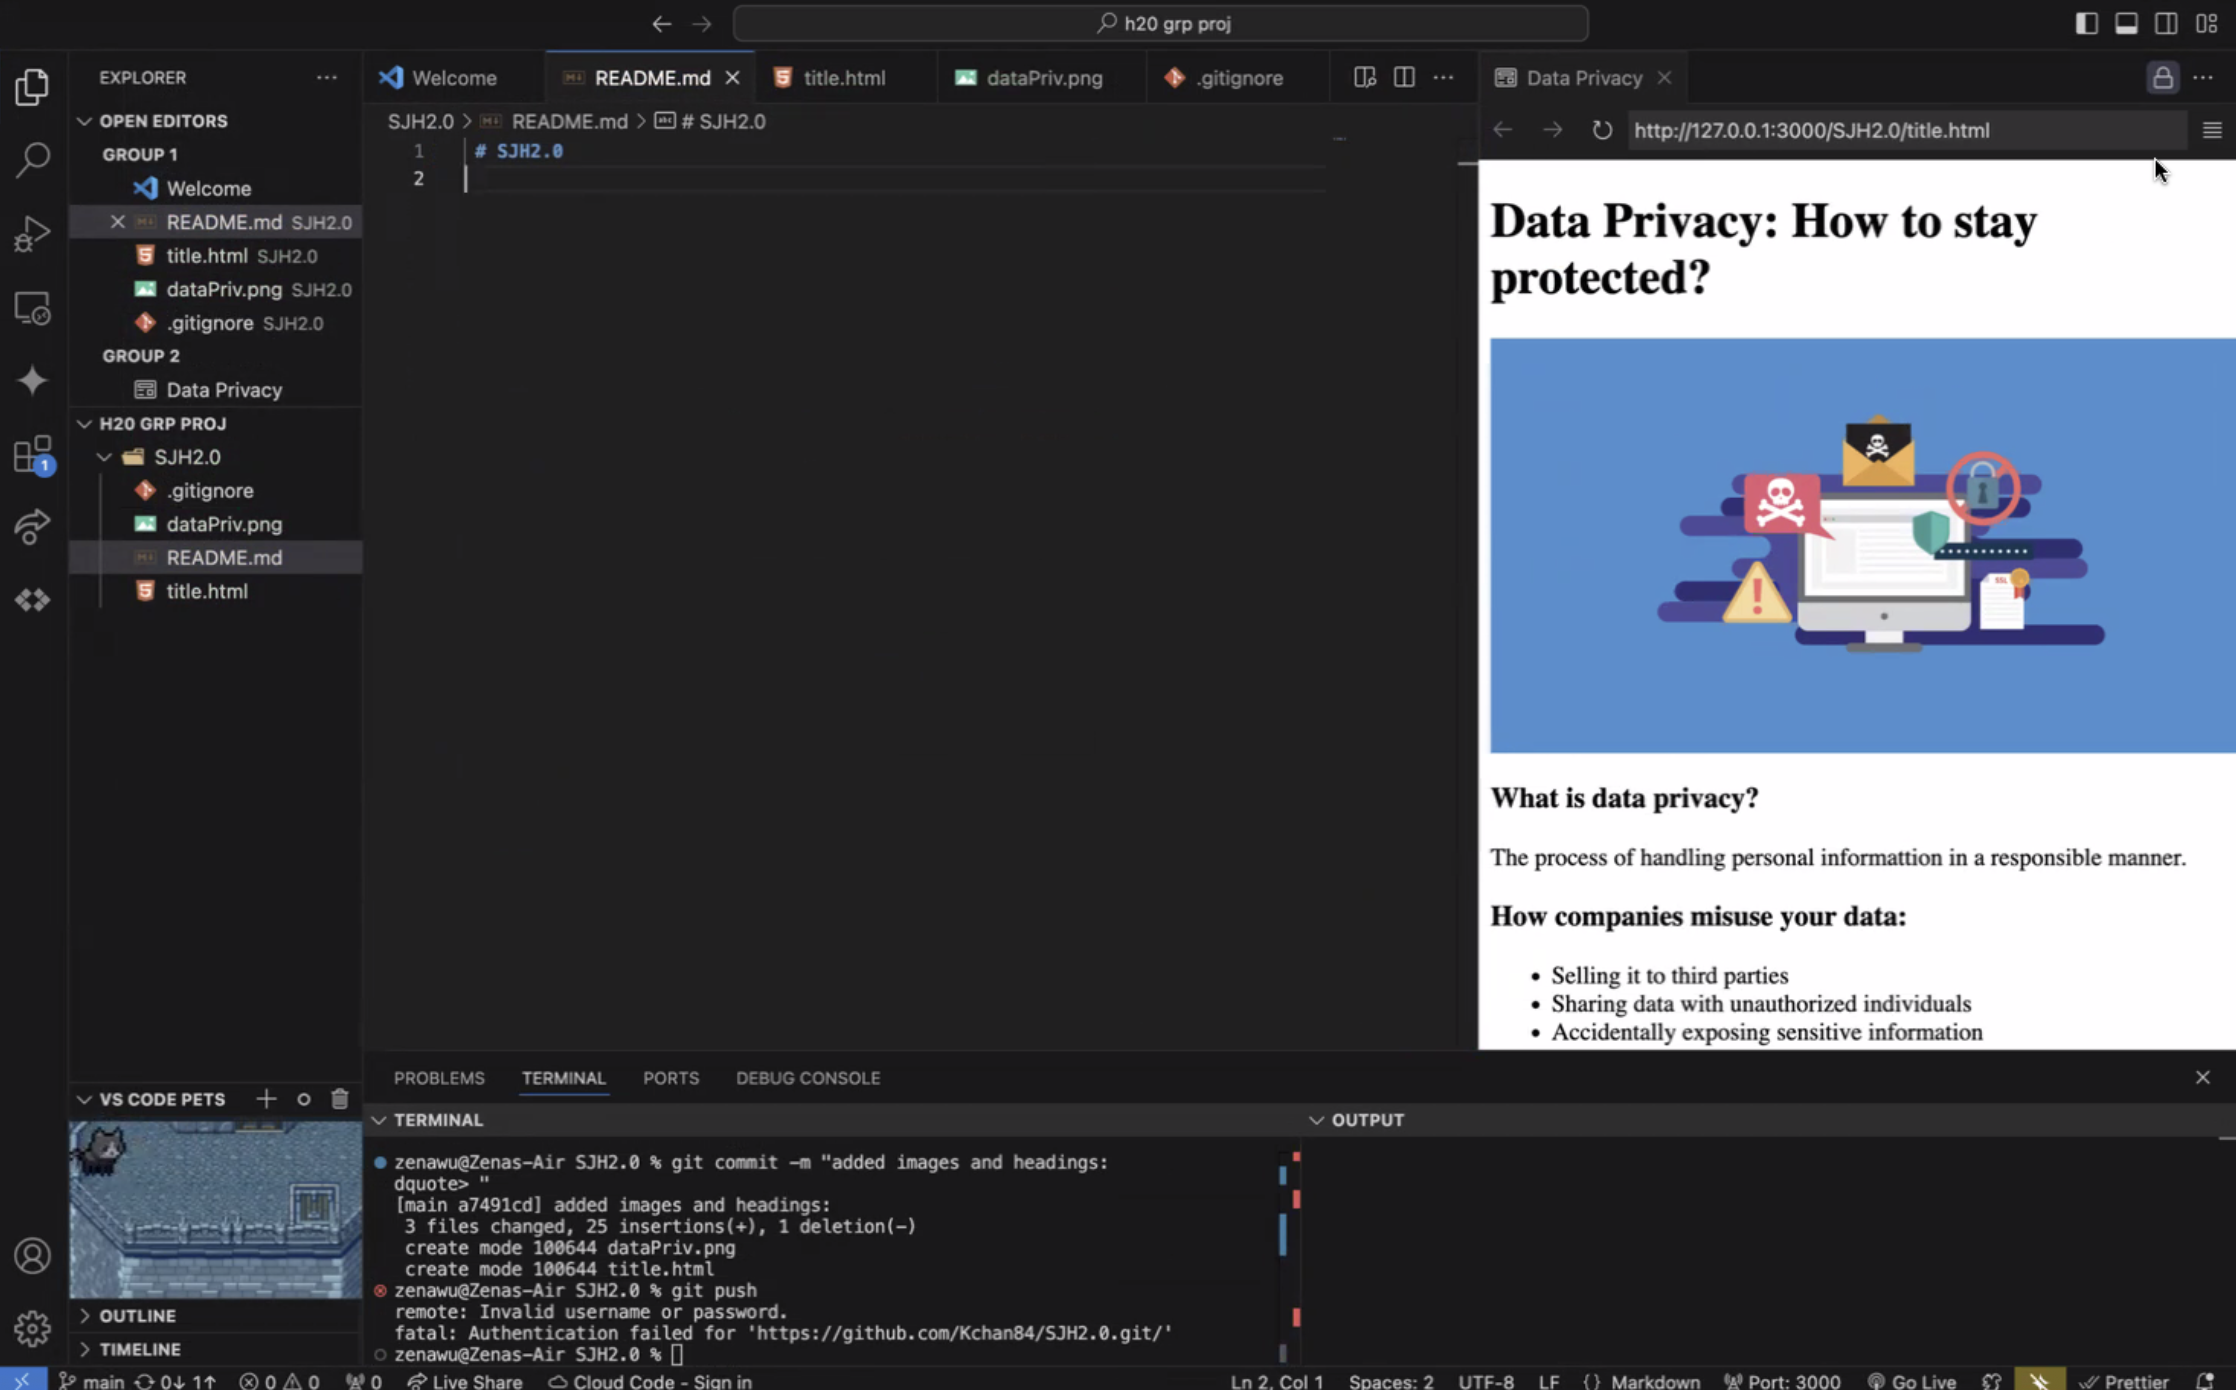 h20 grp proj
EXPLORER
OPEN EDITORS
GROUP 1
Welcome
README.md SJH2.0
title.html SJH2.0
dataPriv.png SJH2.0
.gitignore SJH2.0
GROUP 2
Data Privacy
H20 GRP PROJ
SJH2.0
.gitignore
dataPriv.png
README.md
title.html
1
VS CODE PETS
OUTLINE
TIMELINE
Welcome README.md title.html dataPriv.png .gitignore
SJH2.0 > README.md > # SJH2.0
1 # SJH2.0
2
Data Privacy
http://127.0.0.1:3000/SJH2.0/title.html
Data Privacy: How to stay
protected?
SSL
What is data privacy?
The process of handling personal informattion in a responsible manner.
How companies misuse your data:
• Selling it to third parties
• Sharing data with unauthorized individuals
• Accidentally exposing sensitive information
PROBLEMS TERMINAL PORTS DEBUG CONSOLE
TERMINAL
zenawu@Zenas-Air SJH2.0 % git commit -m "added images and headings:
dquote> "
[main a7491cd] added images and headings:
3 files changed, 25 insertions(+), 1 deletion(-)
create mode 100644 dataPriv.png
create mode 100644 title.html
zenawu@Zenas-Air SJH2.0 % git push
remote: Invalid username or password.
fatal: Authentication failed for 'https://github.com/Kchan84/SJH2.0.git/'
zenawu@Zenas-Air SJH2.0 %
OUTPUT
main 0↓ 1↑ 0 0 0 Live Share Cloud Code - Sign in Ln 2, Col 1 Spaces: 2 UTF-8 LF {} Markdown Port: 3000 Go Live Prettier